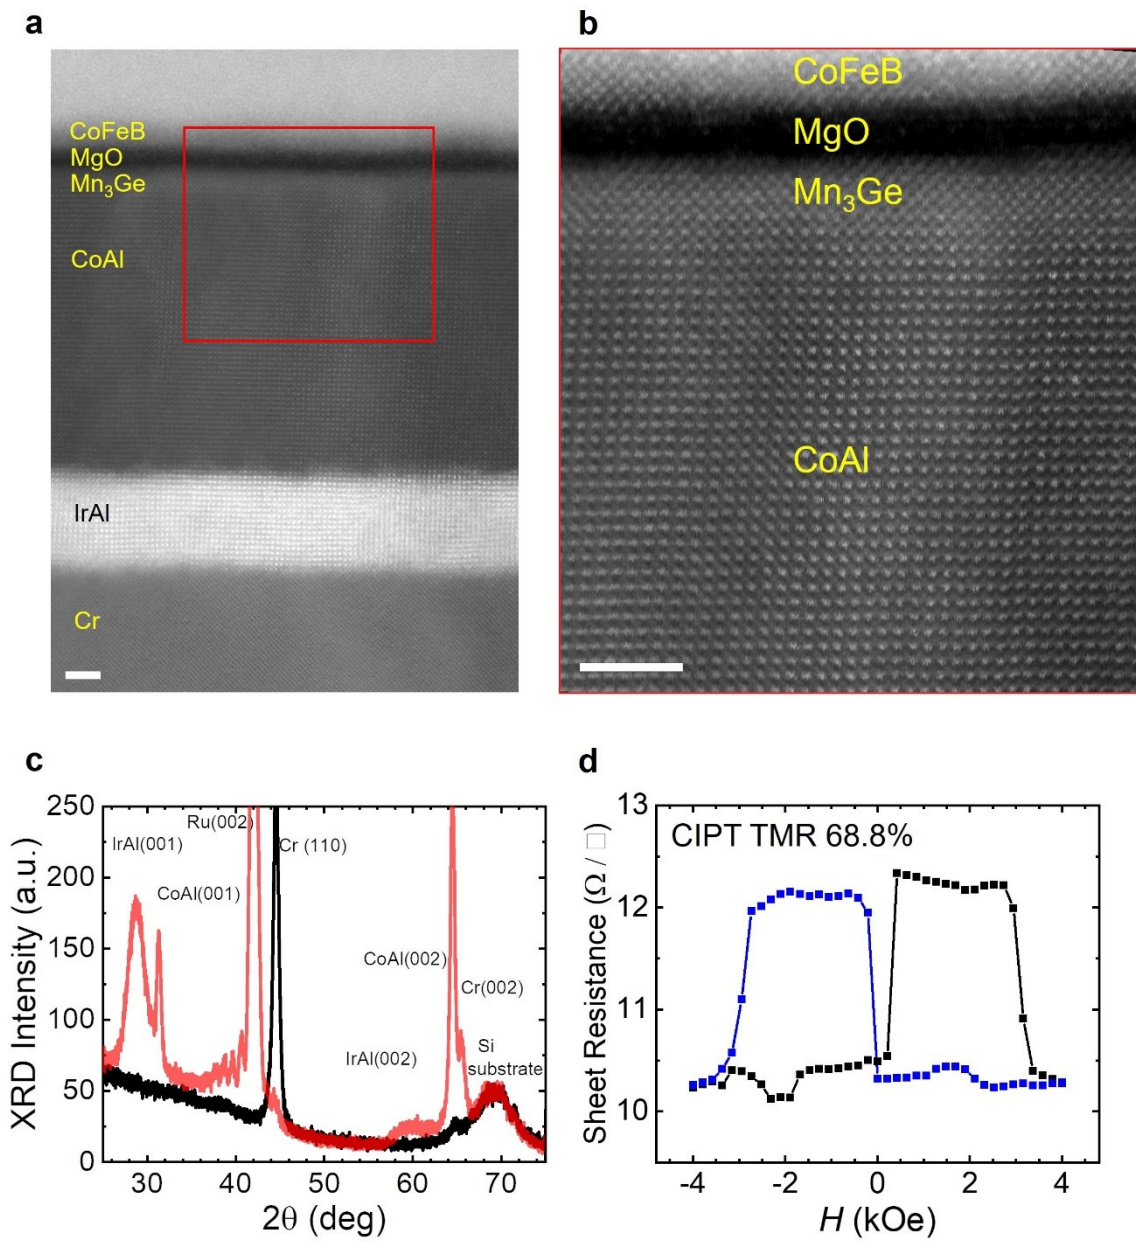 a
CoFeB
MgO
Mn₃Ge
CoAl
IrAl
Cr
b
CoFeB
MgO
Mn₃Ge
CoAl
c
XRD Intensity (a.u.)
250
200
150
100
50
0
IrAl(001)
CoAl(001)
Ru(002)
Cr (110)
CoAl(002)
Cr(002)
IrAl(002)
Si
substrate
30 40 50 60 70
2θ (deg)
d
CIPT TMR 68.8%
Sheet Resistance (Ω / □)
13
12
11
10
-4 -2 0 2 4
H (kOe)